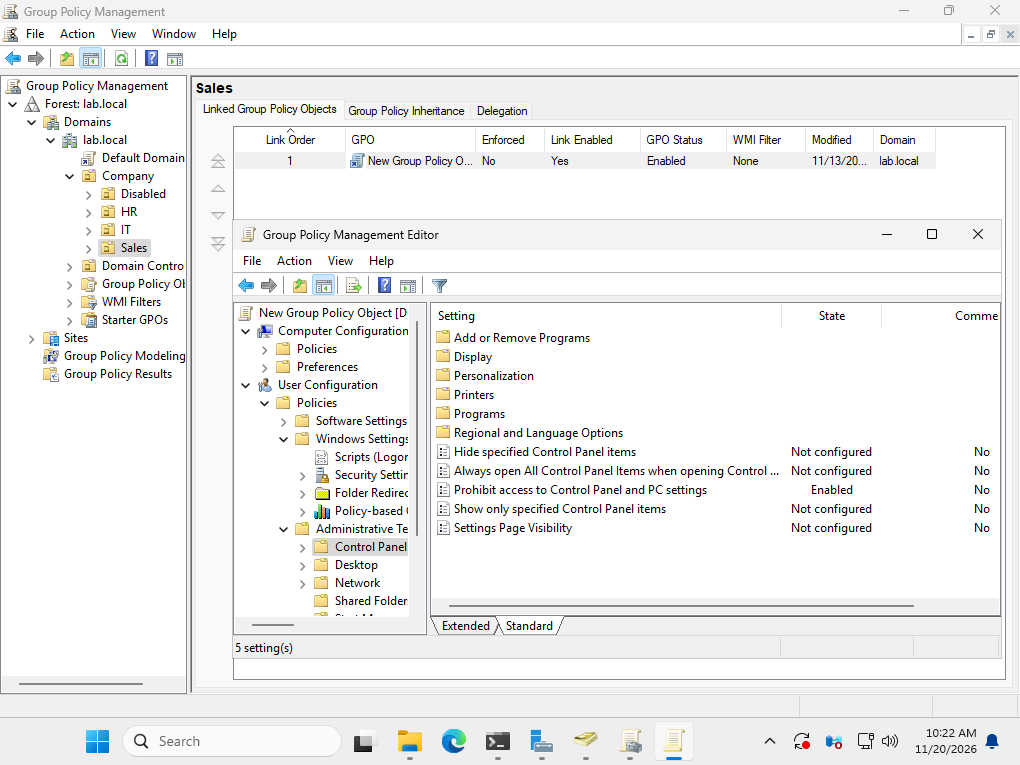 Group Policy Management
File Action View Window Help
Group Policy Management
Forest: lab.local
Domains
lab.local
Default Domain
Company
Disabled
HR
IT
Sales
Domain Contro
Group Policy Ob
WMI Filters
Starter GPOs
Sites
Group Policy Modeling
Group Policy Results
Sales
Linked Group Policy Objects Group Policy Inheritance Delegation
Link Order GPO Enforced Link Enabled GPO Status WMI Filter Modified Domain
1 New Group Policy O... No Yes Enabled None 11/13/20... lab.local
Group Policy Management Editor
File Action View Help
New Group Policy Object [D
Computer Configuration
Policies
Preferences
User Configuration
Policies
Software Settings
Windows Settings
Scripts (Logor
Security Settin
Folder Redirec
Policy-based
Administrative Te
Control Panel
Desktop
Network
Shared Folder
Setting State Comme
Add or Remove Programs
Display
Personalization
Printers
Programs
Regional and Language Options
Hide specified Control Panel items Not configured No
Always open All Control Panel Items when opening Control ... Not configured No
Prohibit access to Control Panel and PC settings Enabled No
Show only specified Control Panel items Not configured No
Settings Page Visibility Not configured No
Extended Standard
5 setting(s)
Search
10:22 AM
11/20/2026